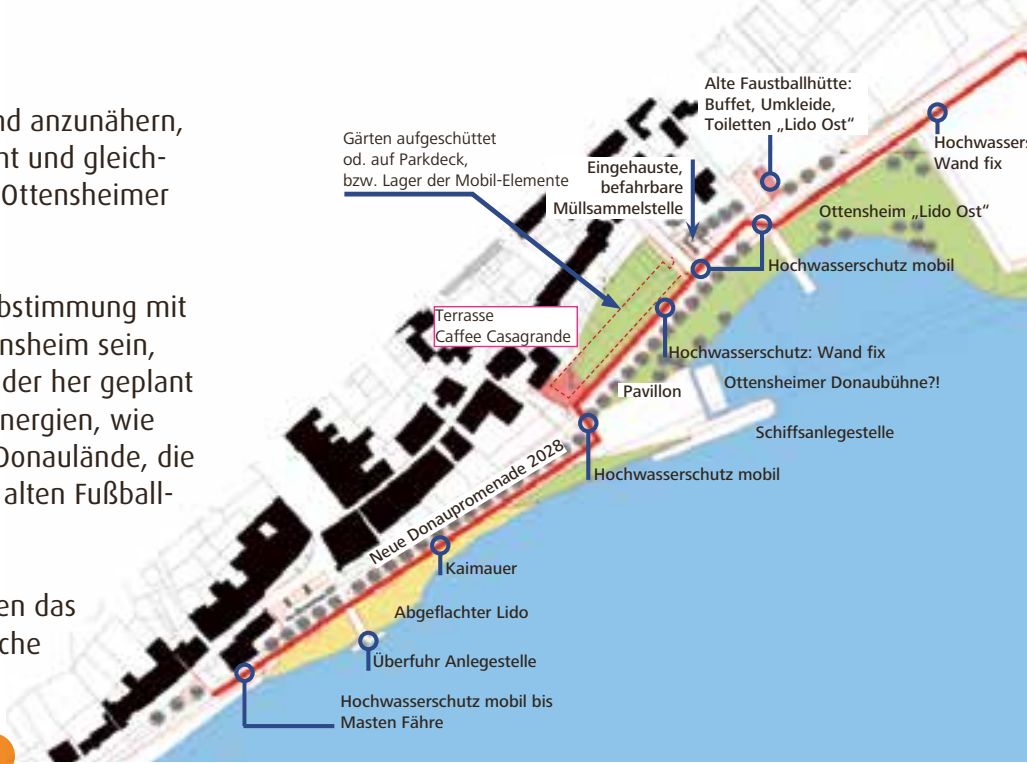 nd anzunähern,
nt und gleich-
Ottensheimer
bstimmung mit
nsheim sein,
der her geplant
nergien, wie
Donaulände, die
alten Fußball-
en das
che
Gärten aufgeschüttet
od. auf Parkdeck,
bzw. Lager der Mobil-Elemente
Alte Faustballhütte:
Buffet, Umkleide,
Toiletten „Lido Ost“
Eingehauste,
befahrbare
Müllsammelstelle
Hochwassers
Wand fix
Ottensheim „Lido Ost“
Hochwasserschutz mobil
Terrasse
Caffee Casagrande
Hochwasserschutz: Wand fix
Pavillon
Ottensheimer Donaubühne?!
Schiffsanlegestelle
Hochwasserschutz mobil
Neue Donaupromenade 2028
Kaimauer
Abgeflachter Lido
Überfuhr Anlegestelle
Hochwasserschutz mobil bis
Masten Fähre